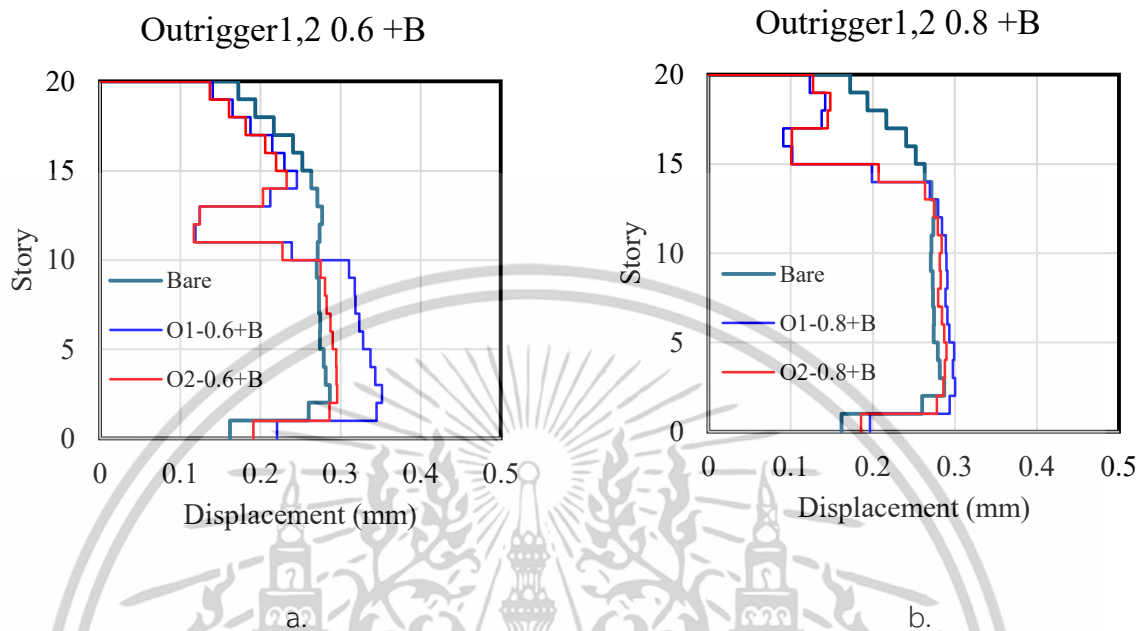 Outrigger1,2 0.6 +B
20
15
10
5
0
Story
Bare
O1-0.6+B
O2-0.6+B
0 0.1 0.2 0.3 0.4 0.5
Displacement (mm)
a.
Outrigger1,2 0.8 +B
20
15
10
5
0
Story
Bare
O1-0.8+B
O2-0.8+B
0 0.1 0.2 0.3 0.4 0.5
Displacement (mm)
b.